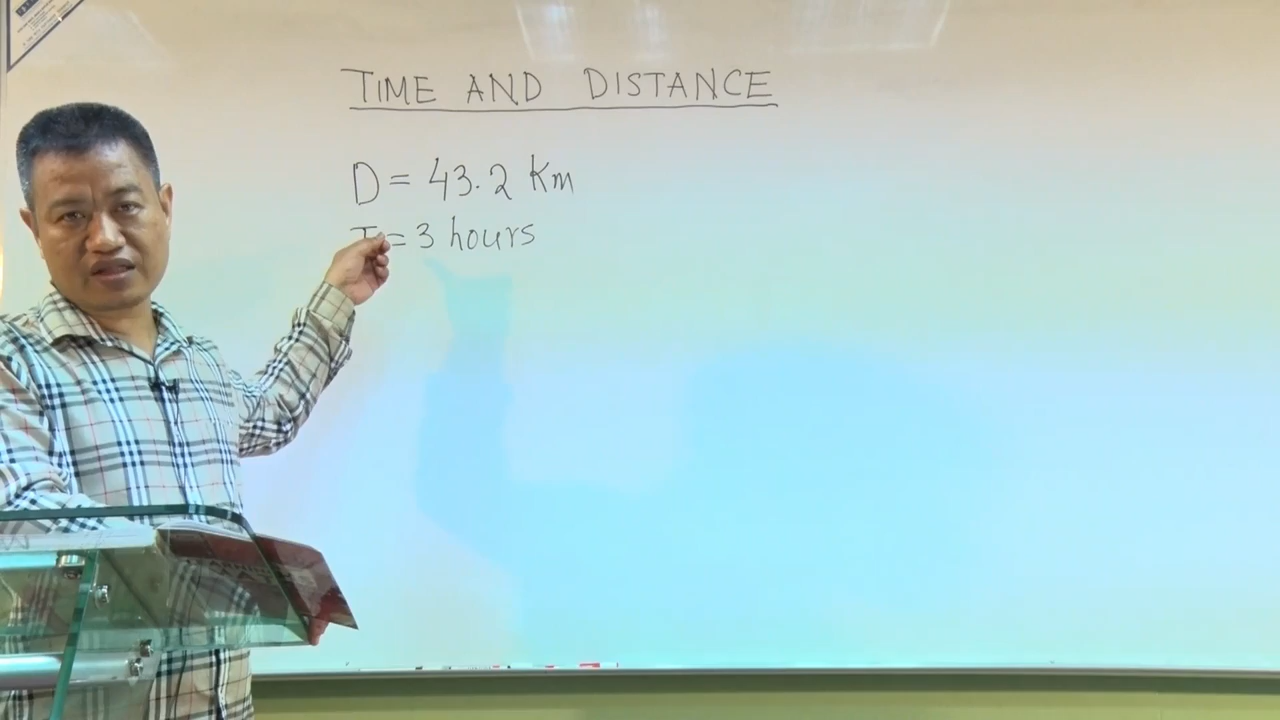 TIME AND DISTANCE
D = 43.2 Km
T = 3 hours